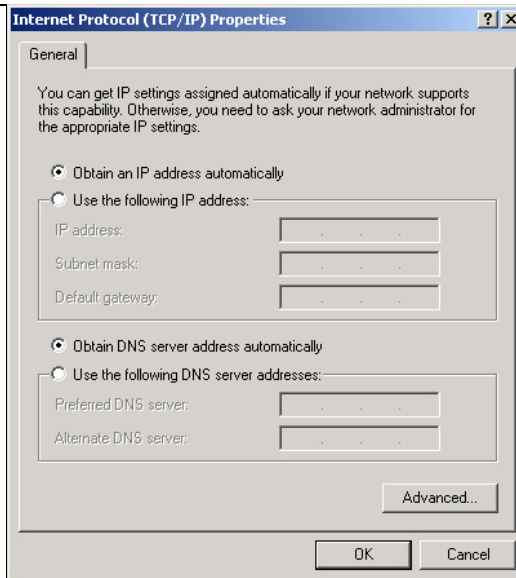 Internet Protocol (TCP/IP) Properties
General
You can get IP settings assigned automatically if your network supports
this capability. Otherwise, you need to ask your network administrator for
the appropriate IP settings.
Obtain an IP address automatically
Use the following IP address:
IP address:
Subnet mask:
Default gateway:
Obtain DNS server address automatically
Use the following DNS server addresses:
Preferred DNS server:
Alternate DNS server:
Advanced...
OK
Cancel